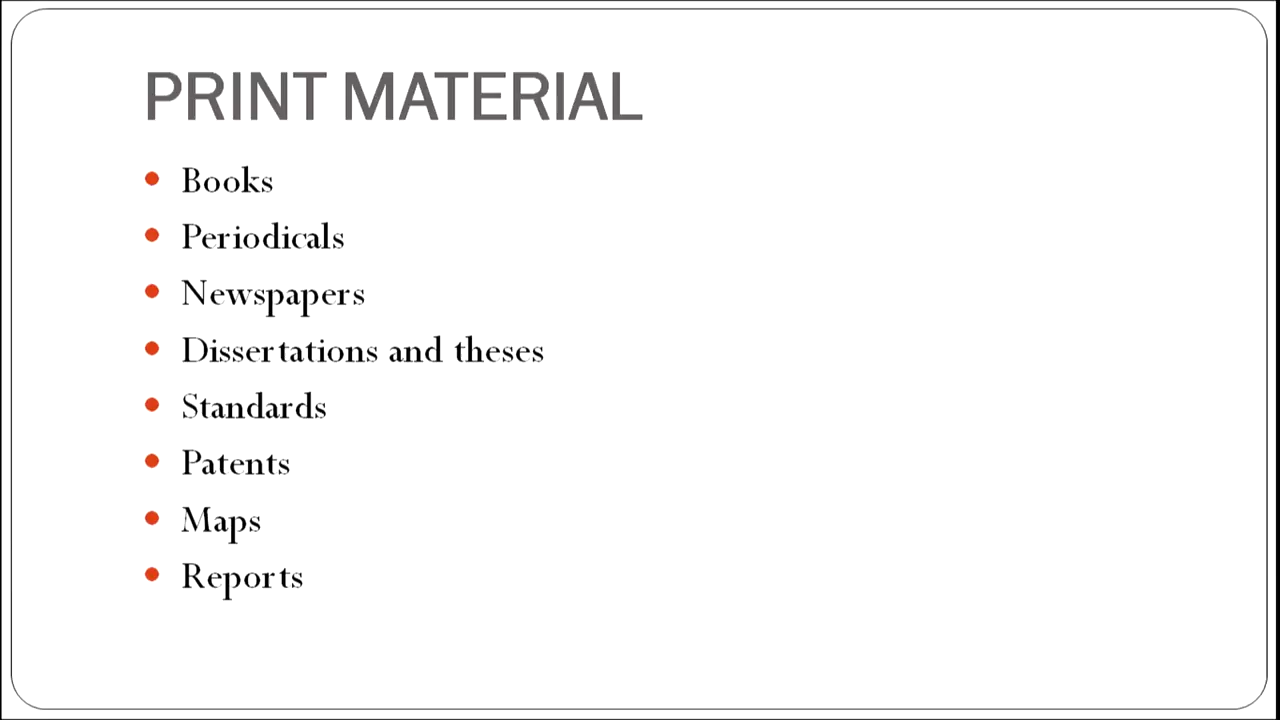 PRINT MATERIAL
• Books
• Periodicals
• Newspapers
• Dissertations and theses
• Standards
• Patents
• Maps
• Reports